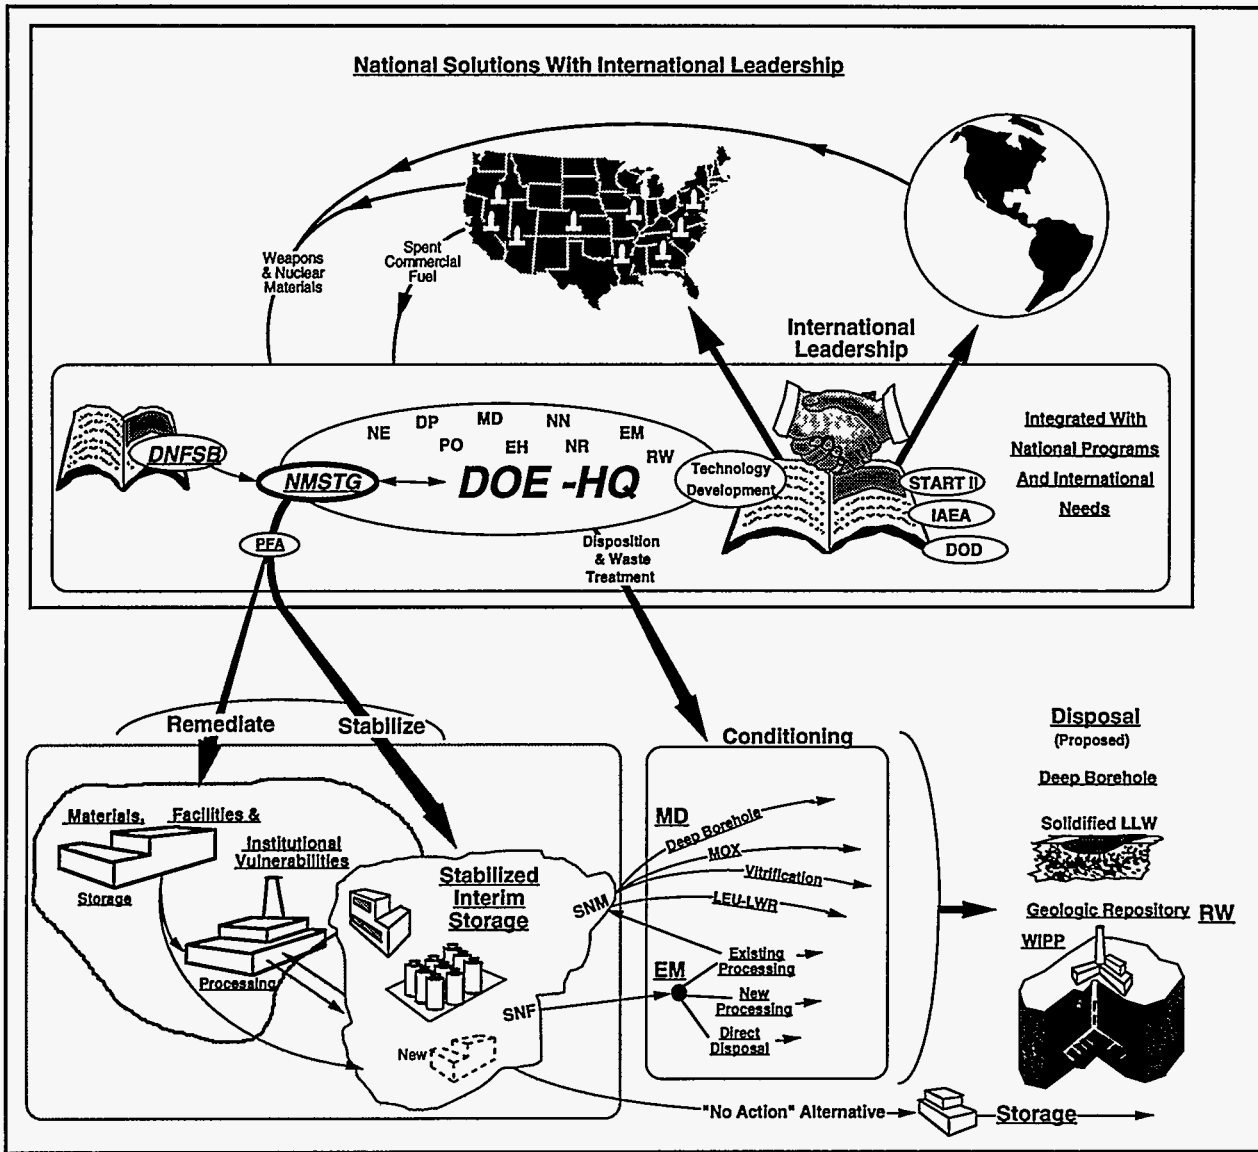 National Solutions With International Leadership
Weapons
& Nuclear
Materials
Spent
Commercial
Fuel
International
Leadership
DNFSB
NMSTG
PFA
NE
DP
MD
NN
EM
PO
EH
NR
RW
DOE -HQ
Technology
Development
START II
IAEA
DOD
Integrated With
National Programs
And International
Needs
Disposition
& Waste
Treatment
Remediate
Stabilize
Conditioning
Disposal
(Proposed)
Deep Borehole
Solidified LLW
Geologic Repository RW
WIPP
Materials, Facilities &
Institutional
Vulnerabilities
Storage
Processing
Stabilized
Interim
Storage
New
SNM
SNF
MD
Deep Borehole
MOX
Vitrification
LEU-LWR
EM
Existing
Processing
New
Processing
Direct
Disposal
"No Action" Alternative
Storage